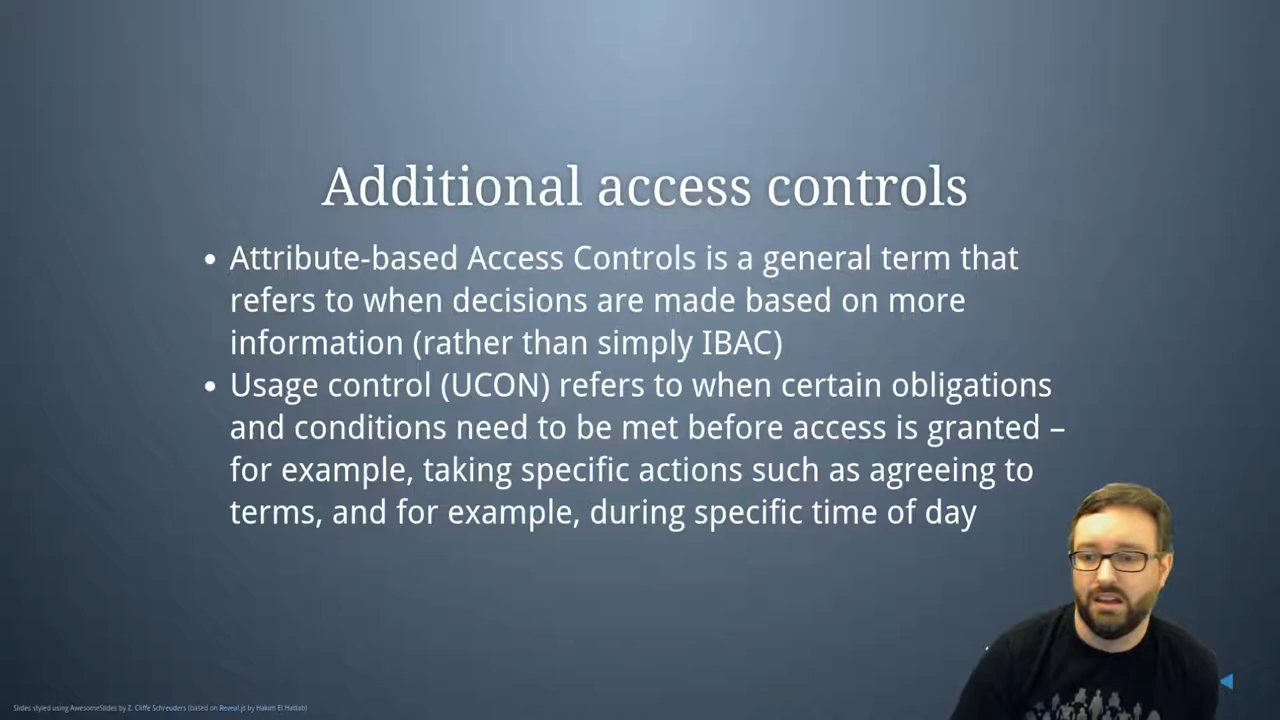 Additional access controls
• Attribute-based Access Controls is a general term that
refers to when decisions are made based on more
information (rather than simply IBAC)
• Usage control (UCON) refers to when certain obligations
and conditions need to be met before access is granted –
for example, taking specific actions such as agreeing to
terms, and for example, during specific time of day
Slides styled using AwesomeSlides by Z. Cliffe Schreuders (based on Reveal.js by Hakim El Hattab)